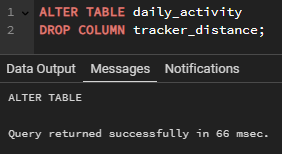 1 ALTER TABLE daily_activity
2 DROP COLUMN tracker_distance;
Data Output Messages Notifications
ALTER TABLE
Query returned successfully in 66 msec.